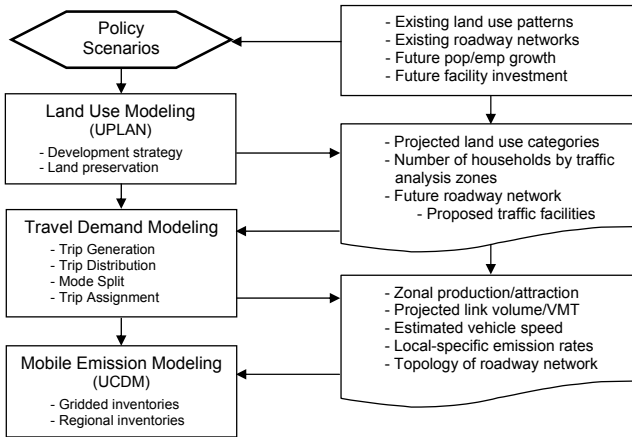 Policy
Scenarios
- Existing land use patterns
- Existing roadway networks
- Future pop/emp growth
- Future facility investment
Land Use Modeling
(UPLAN)
- Development strategy
- Land preservation
- Projected land use categories
- Number of households by traffic
analysis zones
- Future roadway network
- Proposed traffic facilities
Travel Demand Modeling
- Trip Generation
- Trip Distribution
- Mode Split
- Trip Assignment
- Zonal production/attraction
- Projected link volume/VMT
- Estimated vehicle speed
- Local-specific emission rates
- Topology of roadway network
Mobile Emission Modeling
(UCDM)
- Gridded inventories
- Regional inventories